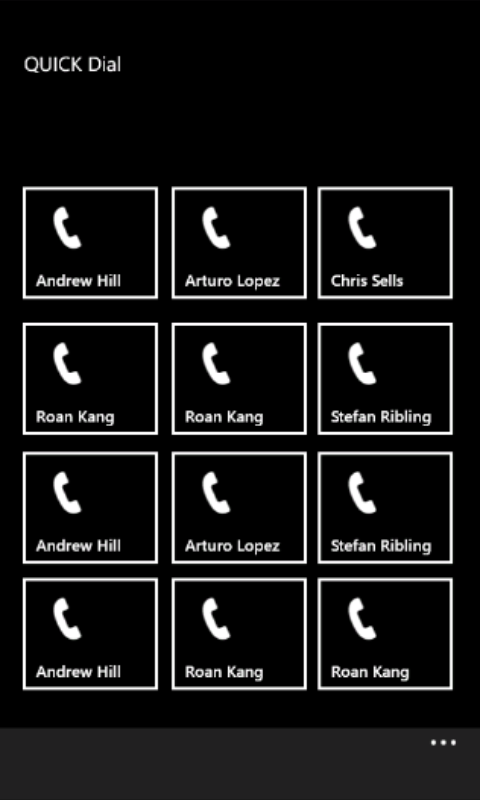 QUICK Dial
Andrew Hill
Arturo Lopez
Chris Sells
Roan Kang
Roan Kang
Stefan Ribling
Andrew Hill
Arturo Lopez
Stefan Ribling
Andrew Hill
Roan Kang
Roan Kang